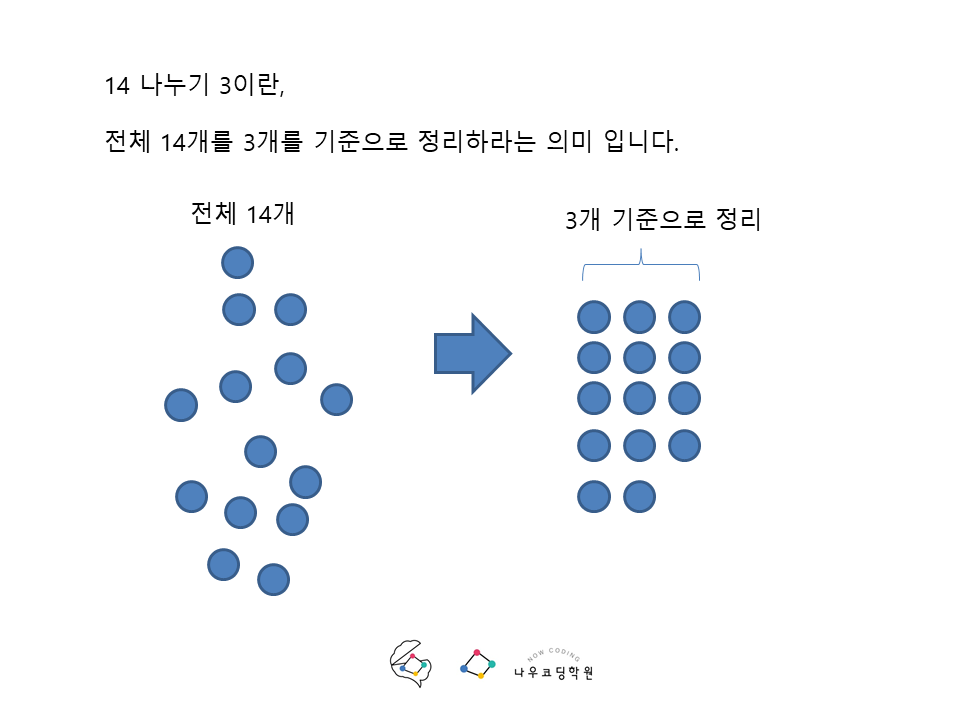 14 나누기 3이란,
전체 14개를 3개를 기준으로 정리하라는 의미 입니다.
전체 14개
3개 기준으로 정리
NOW CODING
나우코딩학원